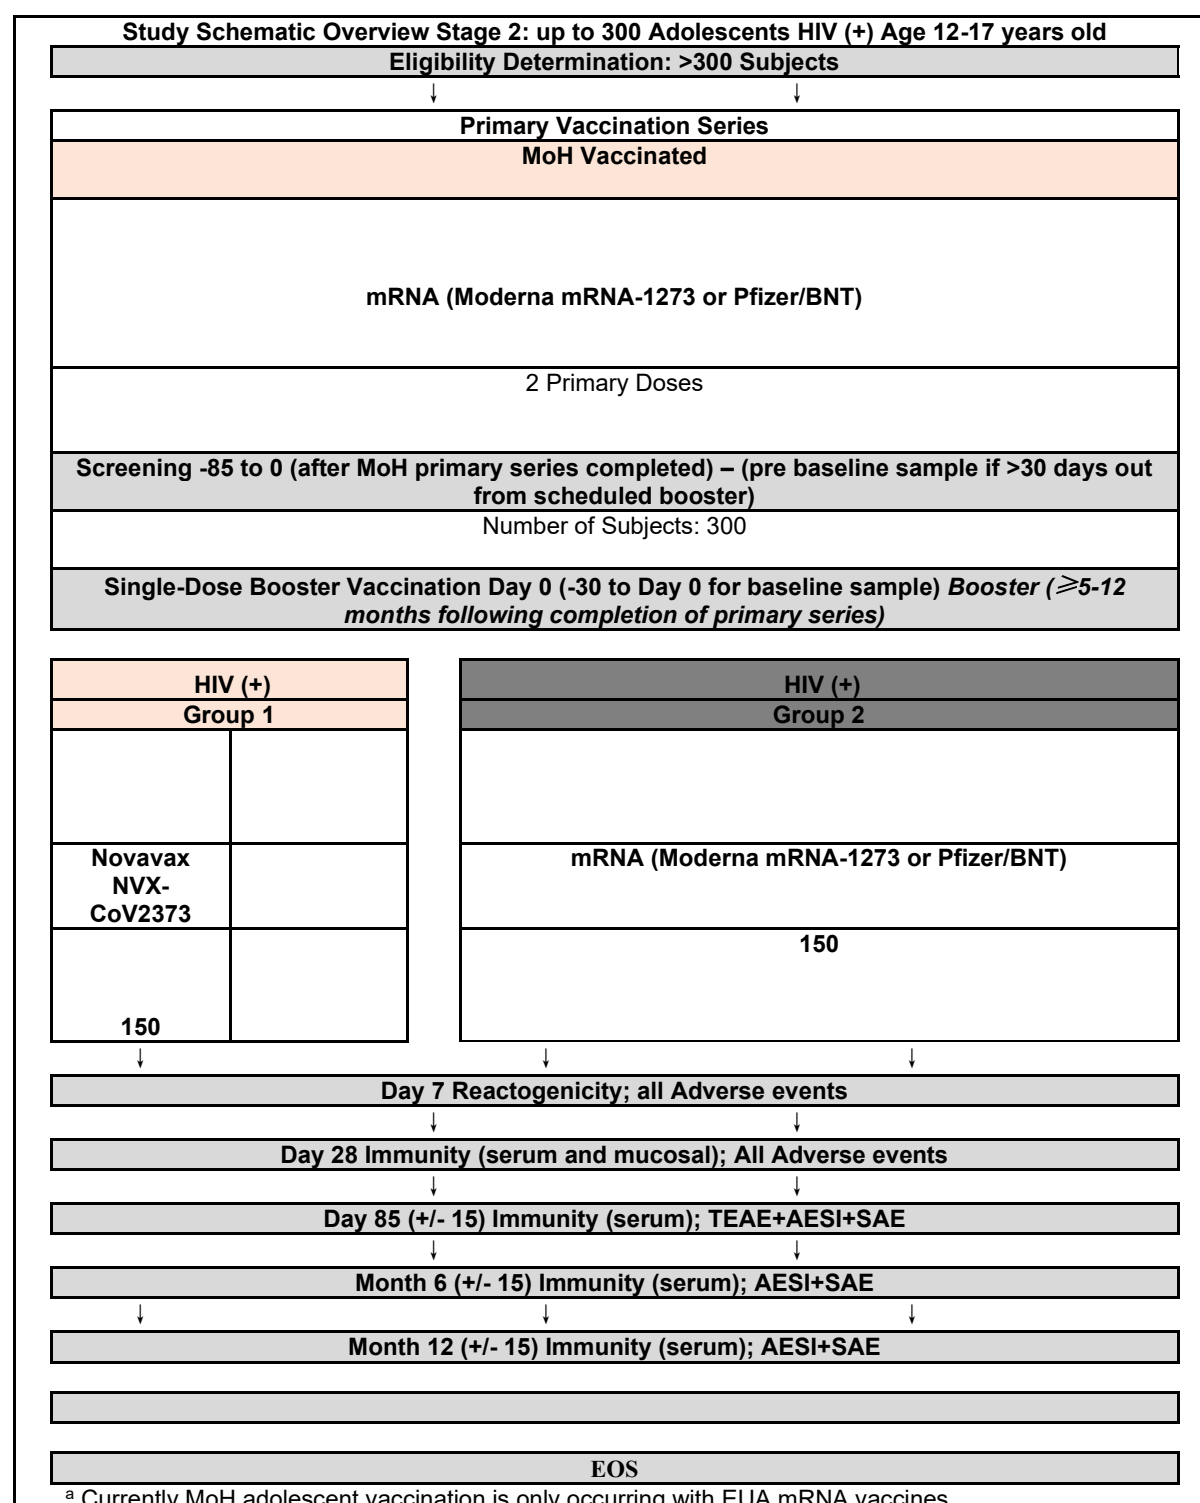 Study Schematic Overview Stage 2: up to 300 Adolescents HIV (+) Age 12-17 years old
Eligibility Determination: >300 Subjects
↓ ↓
Primary Vaccination Series
MoH Vaccinated
mRNA (Moderna mRNA-1273 or Pfizer/BNT)
2 Primary Doses
Screening -85 to 0 (after MoH primary series completed) – (pre baseline sample if >30 days out
from scheduled booster)
Number of Subjects: 300
Single-Dose Booster Vaccination Day 0 (-30 to Day 0 for baseline sample) Booster (⩾5-12
months following completion of primary series)
HIV (+)
Group 1
Novavax
NVX-
CoV2373
150
HIV (+)
Group 2
mRNA (Moderna mRNA-1273 or Pfizer/BNT)
150
↓ ↓ ↓
Day 7 Reactogenicity; all Adverse events
↓ ↓
Day 28 Immunity (serum and mucosal); All Adverse events
↓ ↓
Day 85 (+/- 15) Immunity (serum); TEAE+AESI+SAE
↓ ↓
Month 6 (+/- 15) Immunity (serum); AESI+SAE
↓ ↓ ↓
Month 12 (+/- 15) Immunity (serum); AESI+SAE
EOS
ª Currently MoH adolescent vaccination is only occurring with EUA mRNA vaccines